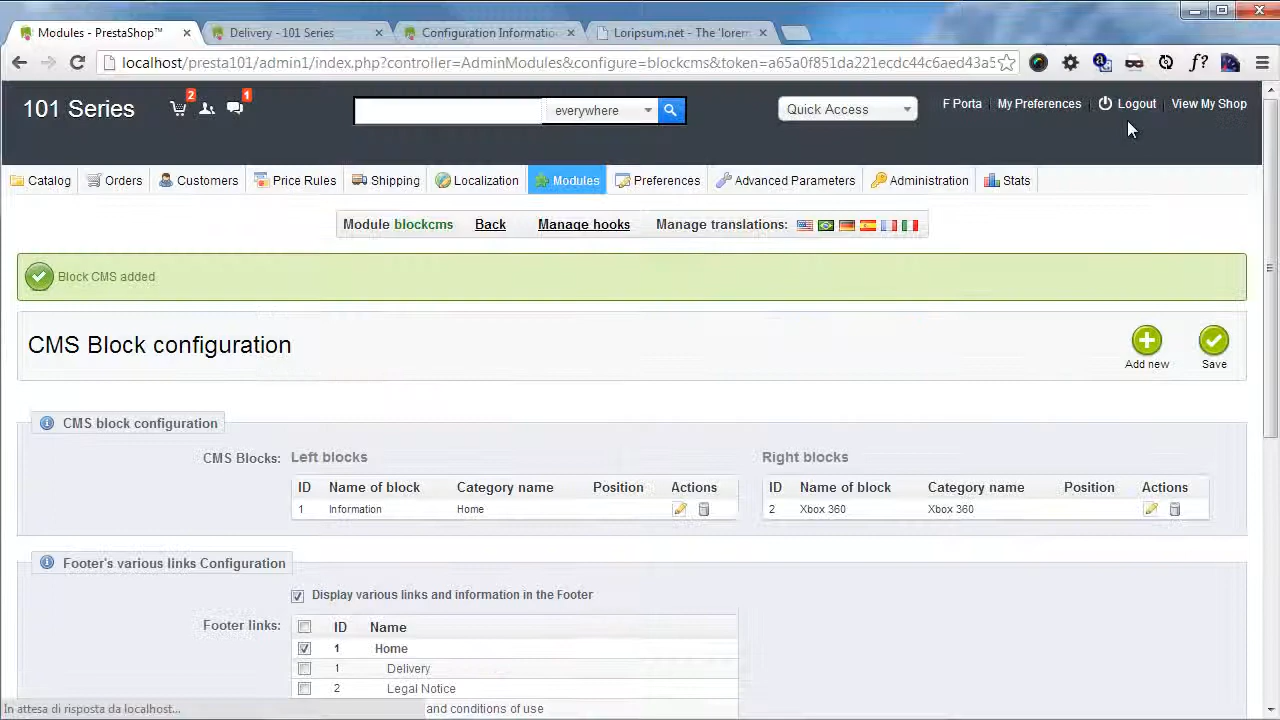 Modules - PrestaShop™
Delivery - 101 Series
Configuration Informatio
Loripsum.net - The 'lorem
localhost/presta101/admin1/index.php?controller=AdminModules&configure=blockcms&token=a65a0f851da221ecdc44c6aed43a5
101 Series
2
1
everywhere
Quick Access
F Porta
My Preferences
Logout
View My Shop
Catalog
Orders
Customers
Price Rules
Shipping
Localization
Modules
Preferences
Advanced Parameters
Administration
Stats
Module blockcms
Back
Manage hooks
Manage translations:
Block CMS added
CMS Block configuration
Add new
Save
CMS block configuration
CMS Blocks:
Left blocks
ID Name of block Category name Position Actions
1 Information Home
Right blocks
ID Name of block Category name Position Actions
2 Xbox 360 Xbox 360
Footer's various links Configuration
Display various links and information in the Footer
Footer links:
ID Name
1 Home
1 Delivery
2 Legal Notice
and conditions of use
In attesa di risposta da localhost...